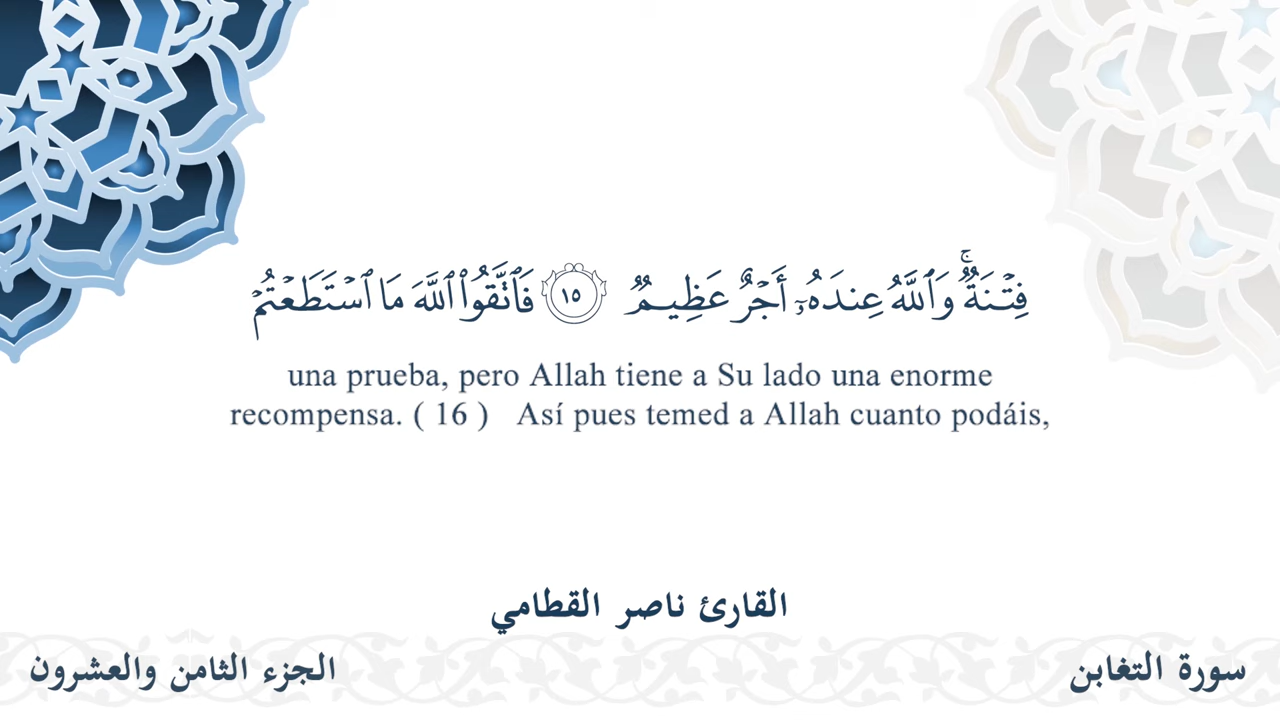 فِتۡنَةٞۚ وَٱللَّهُ عِندَهُۥٓ أَجۡرٌ عَظِيمٞ ١٥ فَٱتَّقُواْ ٱللَّهَ مَا ٱسۡتَطَعۡتُمۡ
una prueba, pero Allah tiene a Su lado una enorme
recompensa. ( 16 ) Así pues temed a Allah cuanto podáis,
القارئ ناصر القطامي
سورة التغابن
الجزء الثامن والعشرون